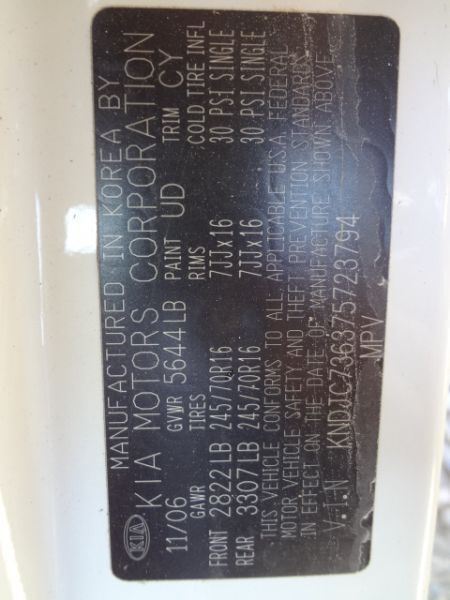 KIA
MANUFACTURED IN KOREA BY
KIA MOTORS CORPORATION
11/06 GVWR 5644LB PAINT UD TRIM CY
GAWR TIRES RIMS COLD TIRE INFL
FRONT 2822LB 245/70R16 7JJx16 30 PSI SINGLE
REAR 3307LB 245/70R16 7JJx16 30 PSI SINGLE
THIS VEHICLE CONFORMS TO ALL APPLICABLE U.S.A FEDERAL
MOTOR VEHICLE SAFETY AND THEFT PREVENTION STANDARDS
IN EFFECT ON THE DATE OF MANUFACTURE SHOWN ABOVE
V.I.N KNDJC736375723794
MPV